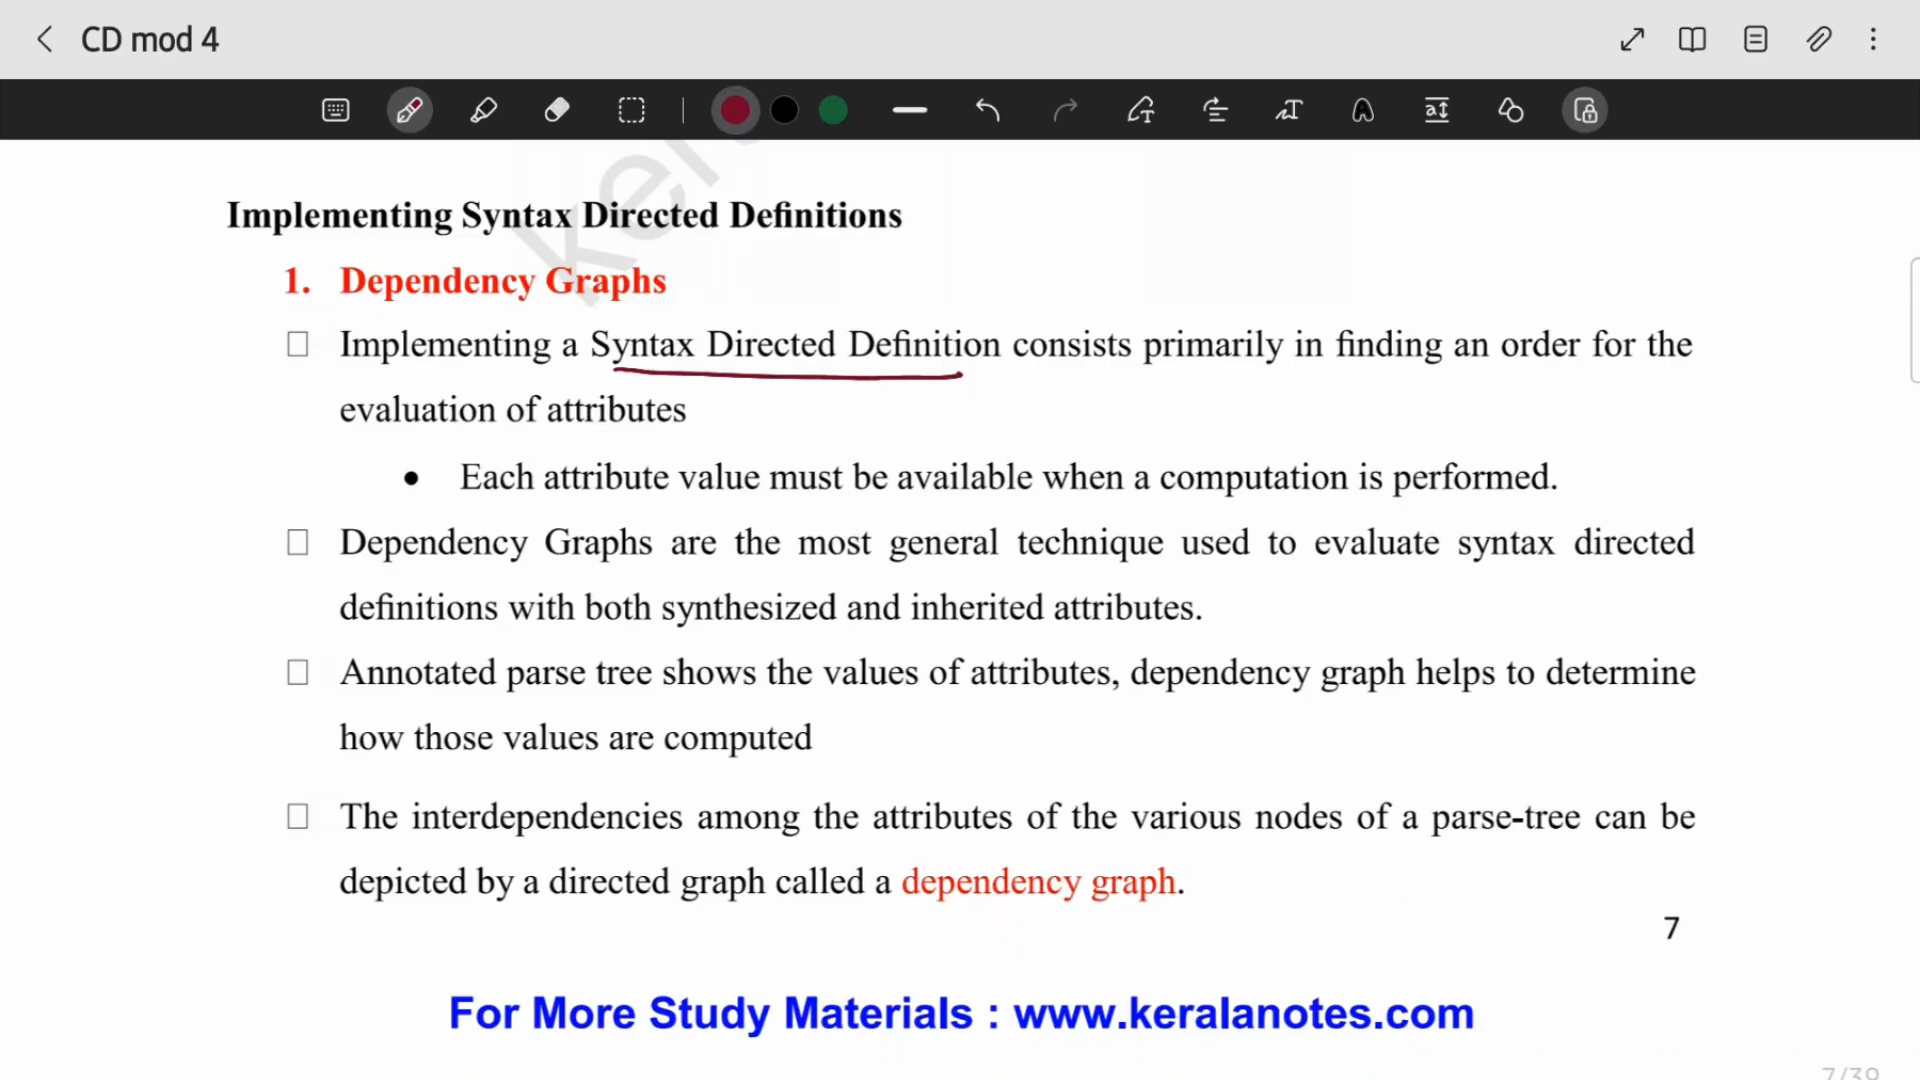 CD mod 4
Implementing Syntax Directed Definitions
1. Dependency Graphs
Implementing a Syntax Directed Definition consists primarily in finding an order for the
evaluation of attributes
• Each attribute value must be available when a computation is performed.
Dependency Graphs are the most general technique used to evaluate syntax directed
definitions with both synthesized and inherited attributes.
Annotated parse tree shows the values of attributes, dependency graph helps to determine
how those values are computed
The interdependencies among the attributes of the various nodes of a parse-tree can be
depicted by a directed graph called a dependency graph.
7
For More Study Materials : www.keralanotes.com
7/39